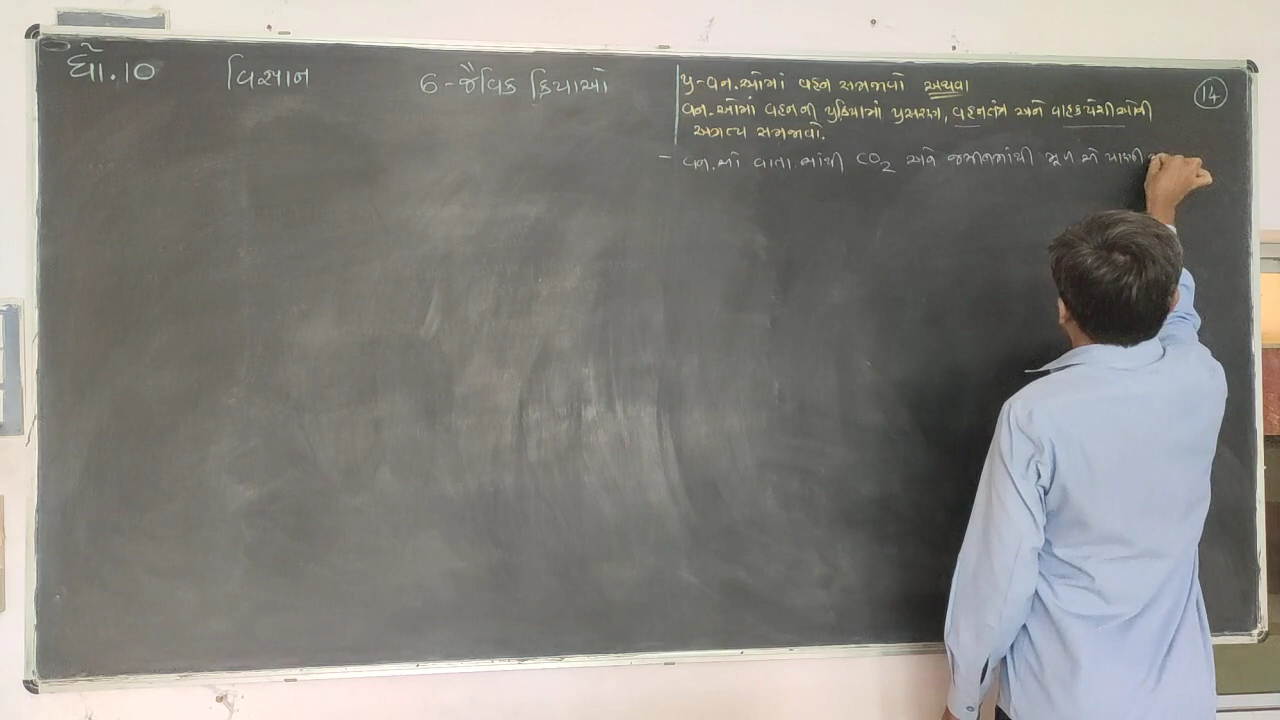 ધો.10 વિજ્ઞાન 6-જૈવિક ક્રિયાઓ
પ્ર-વન.ઓમાં વહન સમજાવો અથવા
14
વન.ઓમાં વહનની પ્રક્રિયામાં પ્રસરણ, વહનતંત્ર અને વાહકપેશીઓની
અગત્ય સમજાવો.
- વન.ઓ વાતા.માંથી CO2 અને જમીનમાંથી મૂળ એ પાણી